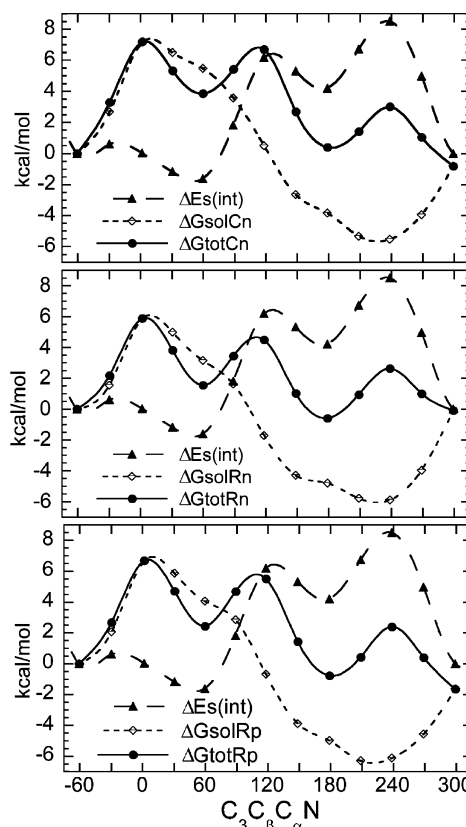 8
6
4
2
0
-2
-4
-6
kcal/mol
ΔEs(int)
ΔGsolCn
ΔGtotCn
8
6
4
2
0
-2
-4
-6
kcal/mol
ΔEs(int)
ΔGsolRn
ΔGtotRn
8
6
4
2
0
-2
-4
-6
kcal/mol
ΔEs(int)
ΔGsolRp
ΔGtotRp
-60 0 60 120 180 240 300
C₃CᵦCₐN